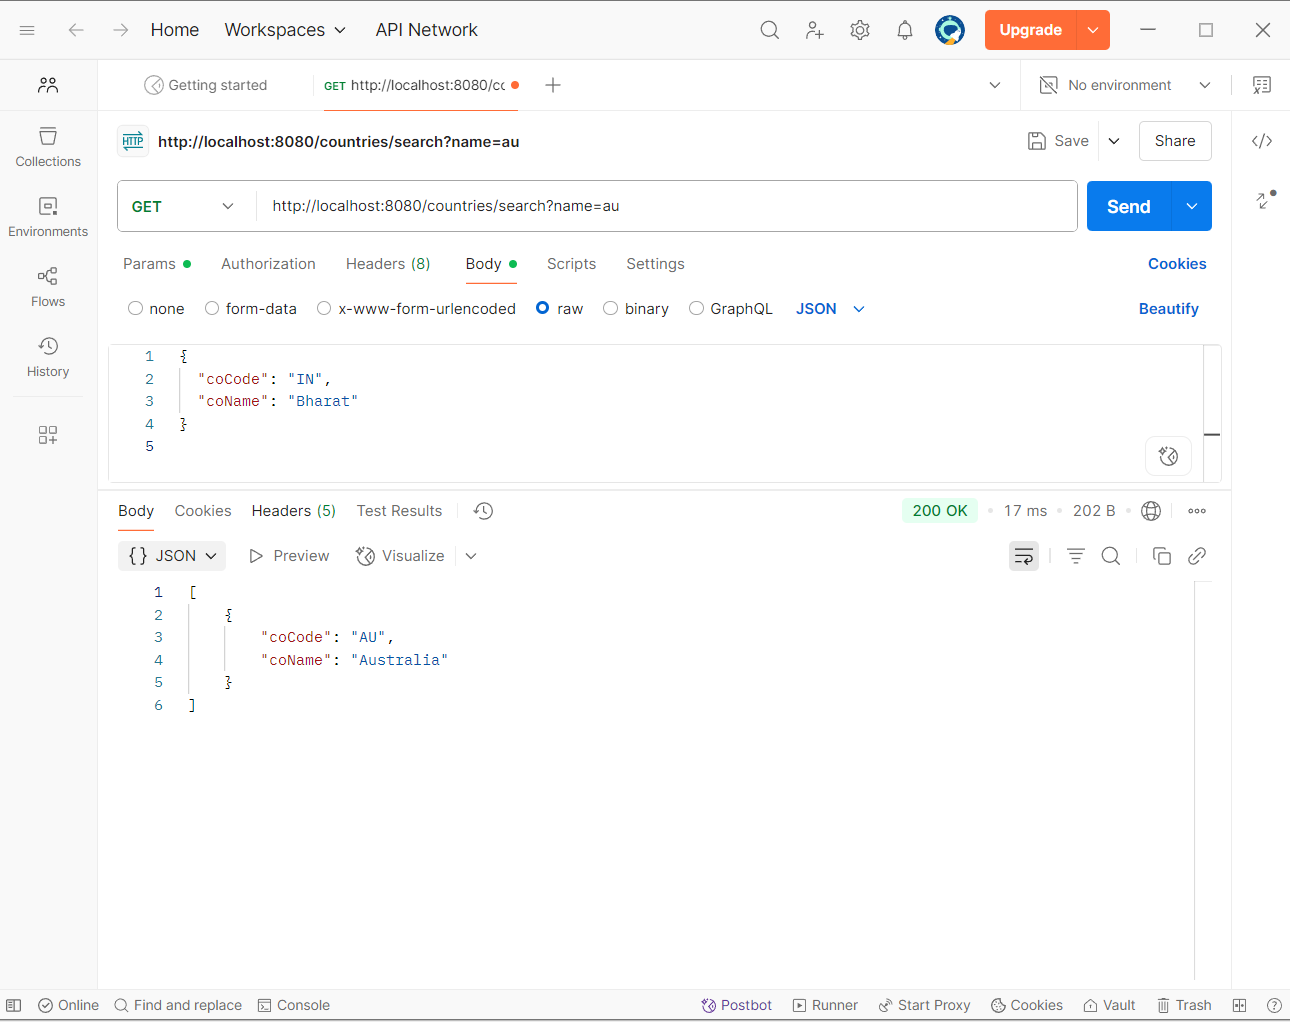 Home Workspaces API Network Upgrade
Getting started GET http://localhost:8080/cc No environment
HTTP http://localhost:8080/countries/search?name=au Save Share
GET http://localhost:8080/countries/search?name=au Send
Params Authorization Headers (8) Body Scripts Settings Cookies
none form-data x-www-form-urlencoded raw binary GraphQL JSON Beautify
1 {
2 "coCode": "IN",
3 "coName": "Bharat"
4 }
5
Collections
Environments
Flows
History
Body Cookies Headers (5) Test Results 200 OK 17 ms 202 B
{} JSON Preview Visualize
1 [
2 {
3 "coCode": "AU",
4 "coName": "Australia"
5 }
6 ]
Online Find and replace Console Postbot Runner Start Proxy Cookies Vault Trash